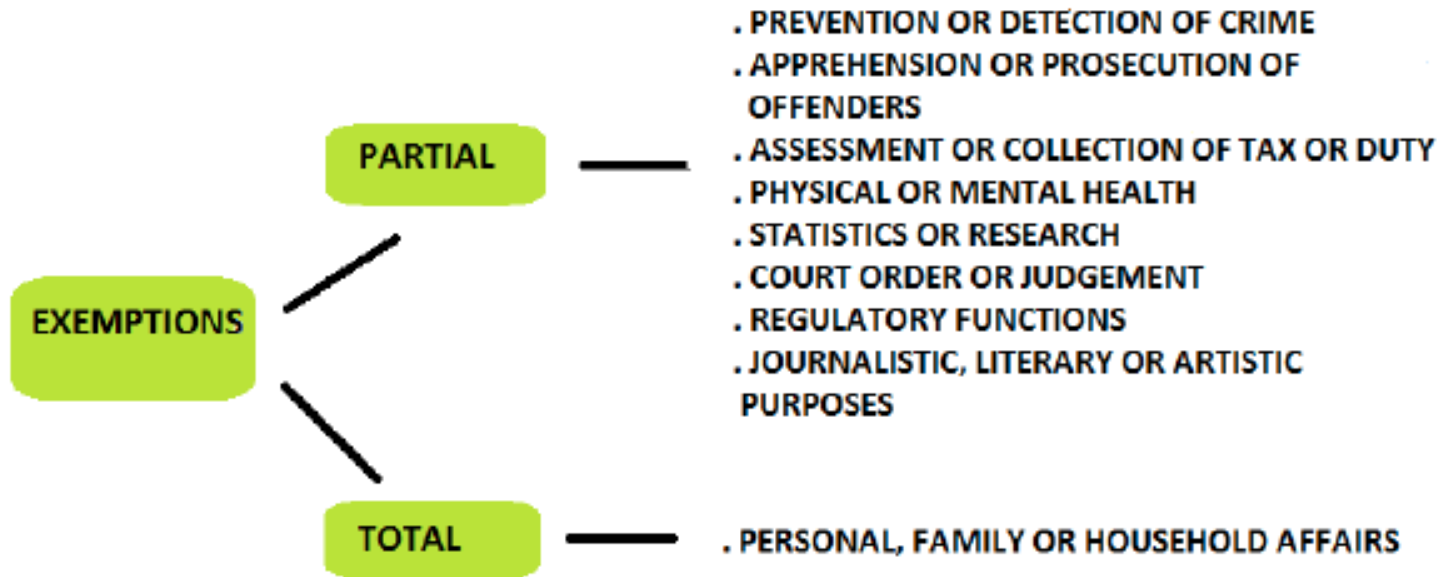 . PREVENTION OR DETECTION OF CRIME
. APPREHENSION OR PROSECUTION OF
OFFENDERS
PARTIAL
. ASSESSMENT OR COLLECTION OF TAX OR DUTY
. PHYSICAL OR MENTAL HEALTH
. STATISTICS OR RESEARCH
. COURT ORDER OR JUDGEMENT
EXEMPTIONS
. REGULATORY FUNCTIONS
. JOURNALISTIC, LITERARY OR ARTISTIC
PURPOSES
TOTAL
. PERSONAL, FAMILY OR HOUSEHOLD AFFAIRS